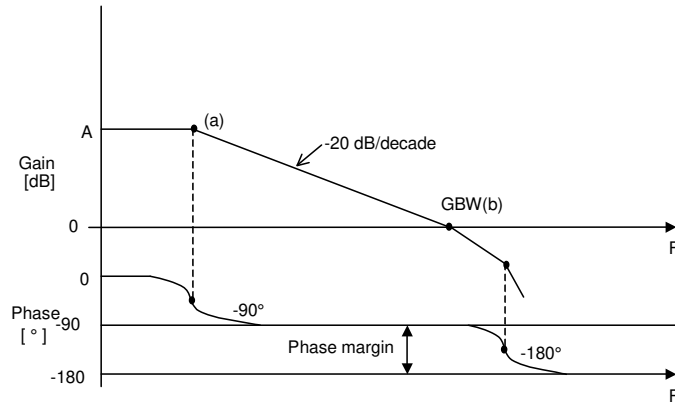 (a)
A
-20 dB/decade
Gain
[dB]
GBW(b)
0
F
0
-90°
Phase
[ ° ]
-90
Phase margin
-180°
-180
F